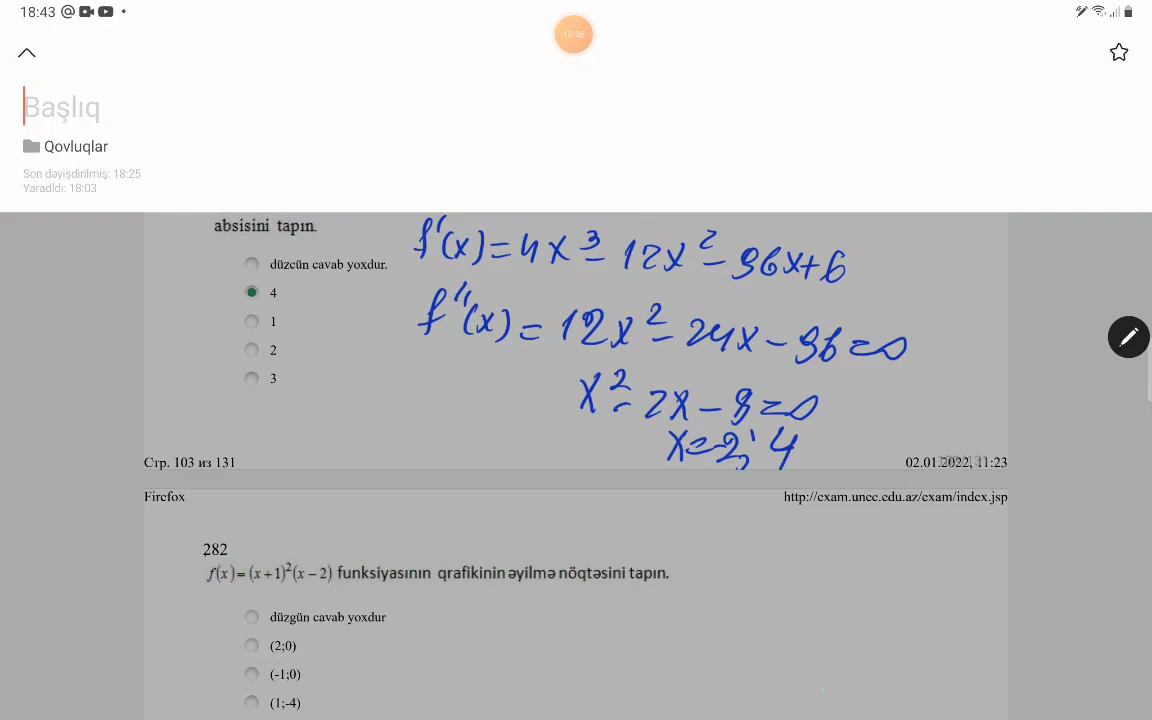 18:43
12:06
Başlıq
Qovluqlar
Son dəyişdirilmiş: 18:25
Yaradıldı: 18:03
absisini tapın.
düzcün cavab yoxdur.
4
1
2
3
f'(x)=4x³-12x²-96x+6
f''(x)=12x²-24x-96=0
x²-2x-8=0
x=-2; 4
Стр. 103 из 131
02.01.2022, 11:23
Firefox
http://exam.unec.edu.az/exam/index.jsp
282
f(x)=(x+1)²(x−2) funksiyasının qrafikinin əyilmə nöqtəsini tapın.
düzgün cavab yoxdur
(2;0)
(-1;0)
(1;-4)